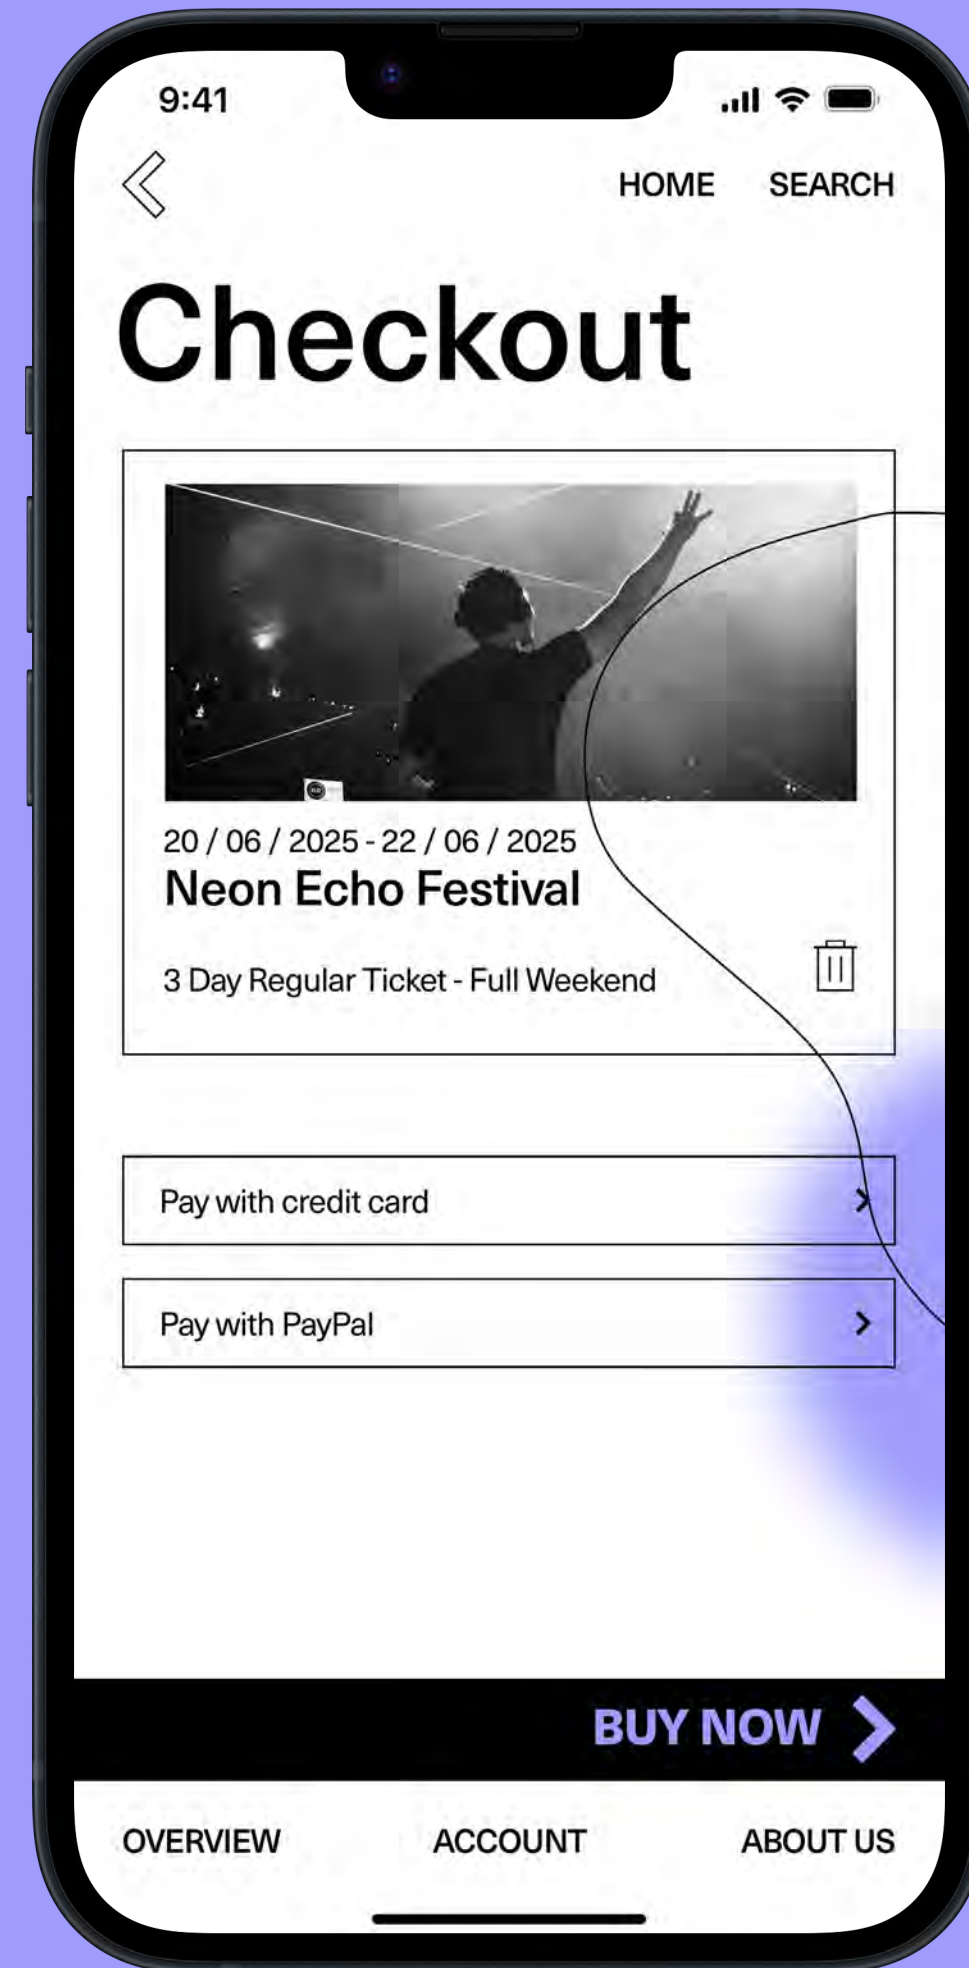 9:41
HOME SEARCH
Checkout
20 / 06 / 2025 - 22 / 06 / 2025
Neon Echo Festival
3 Day Regular Ticket - Full Weekend
Pay with credit card
Pay with PayPal
BUY NOW
OVERVIEW ACCOUNT ABOUT US